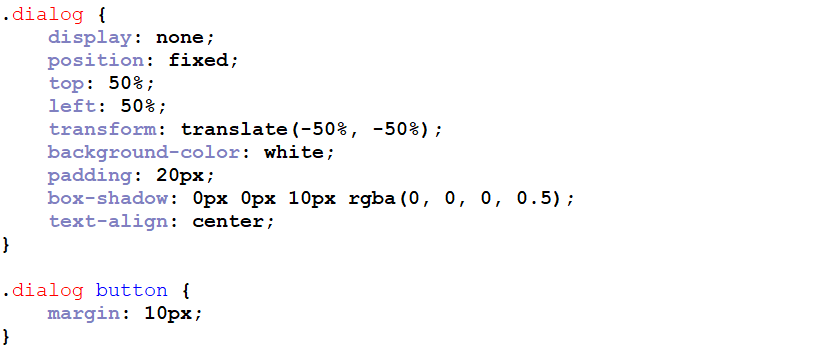 .dialog {
    display: none;
    position: fixed;
    top: 50%;
    left: 50%;
    transform: translate(-50%, -50%);
    background-color: white;
    padding: 20px;
    box-shadow: 0px 0px 10px rgba(0, 0, 0, 0.5);
    text-align: center;
}

.dialog button {
    margin: 10px;
}